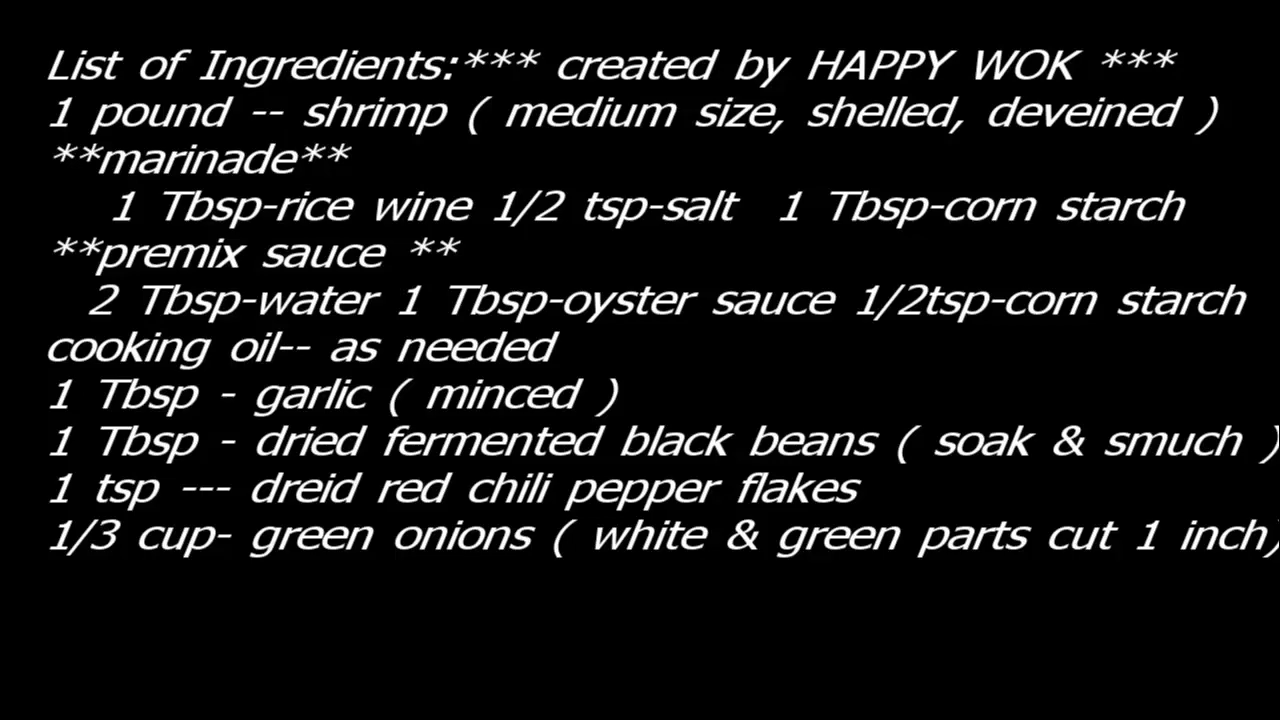 List of Ingredients:*** created by HAPPY WOK ***
1 pound -- shrimp ( medium size, shelled, deveined )
**marinade**
1 Tbsp-rice wine 1/2 tsp-salt 1 Tbsp-corn starch
**premix sauce **
2 Tbsp-water 1 Tbsp-oyster sauce 1/2tsp-corn starch
cooking oil-- as needed
1 Tbsp - garlic ( minced )
1 Tbsp - dried fermented black beans ( soak & smuch )
1 tsp --- dreid red chili pepper flakes
1/3 cup- green onions ( white & green parts cut 1 inch)